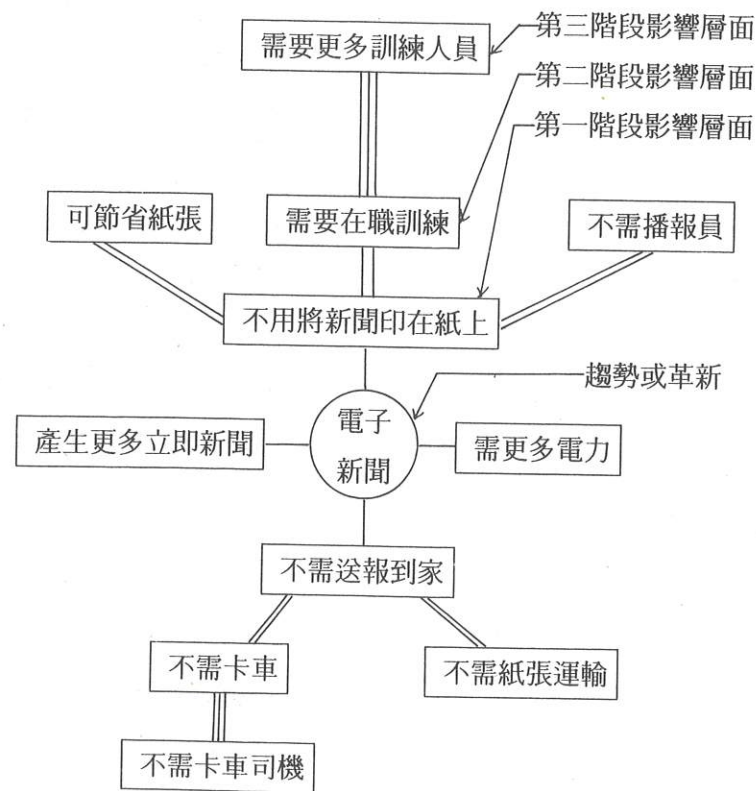 需要更多訓練人員
第三階段影響層面
第二階段影響層面
第一階段影響層面
可節省紙張
需要在職訓練
不需播報員
不用將新聞印在紙上
趨勢或革新
產生更多立即新聞
電子
新聞
需更多電力
不需送報到家
不需卡車
不需紙張運輸
不需卡車司機